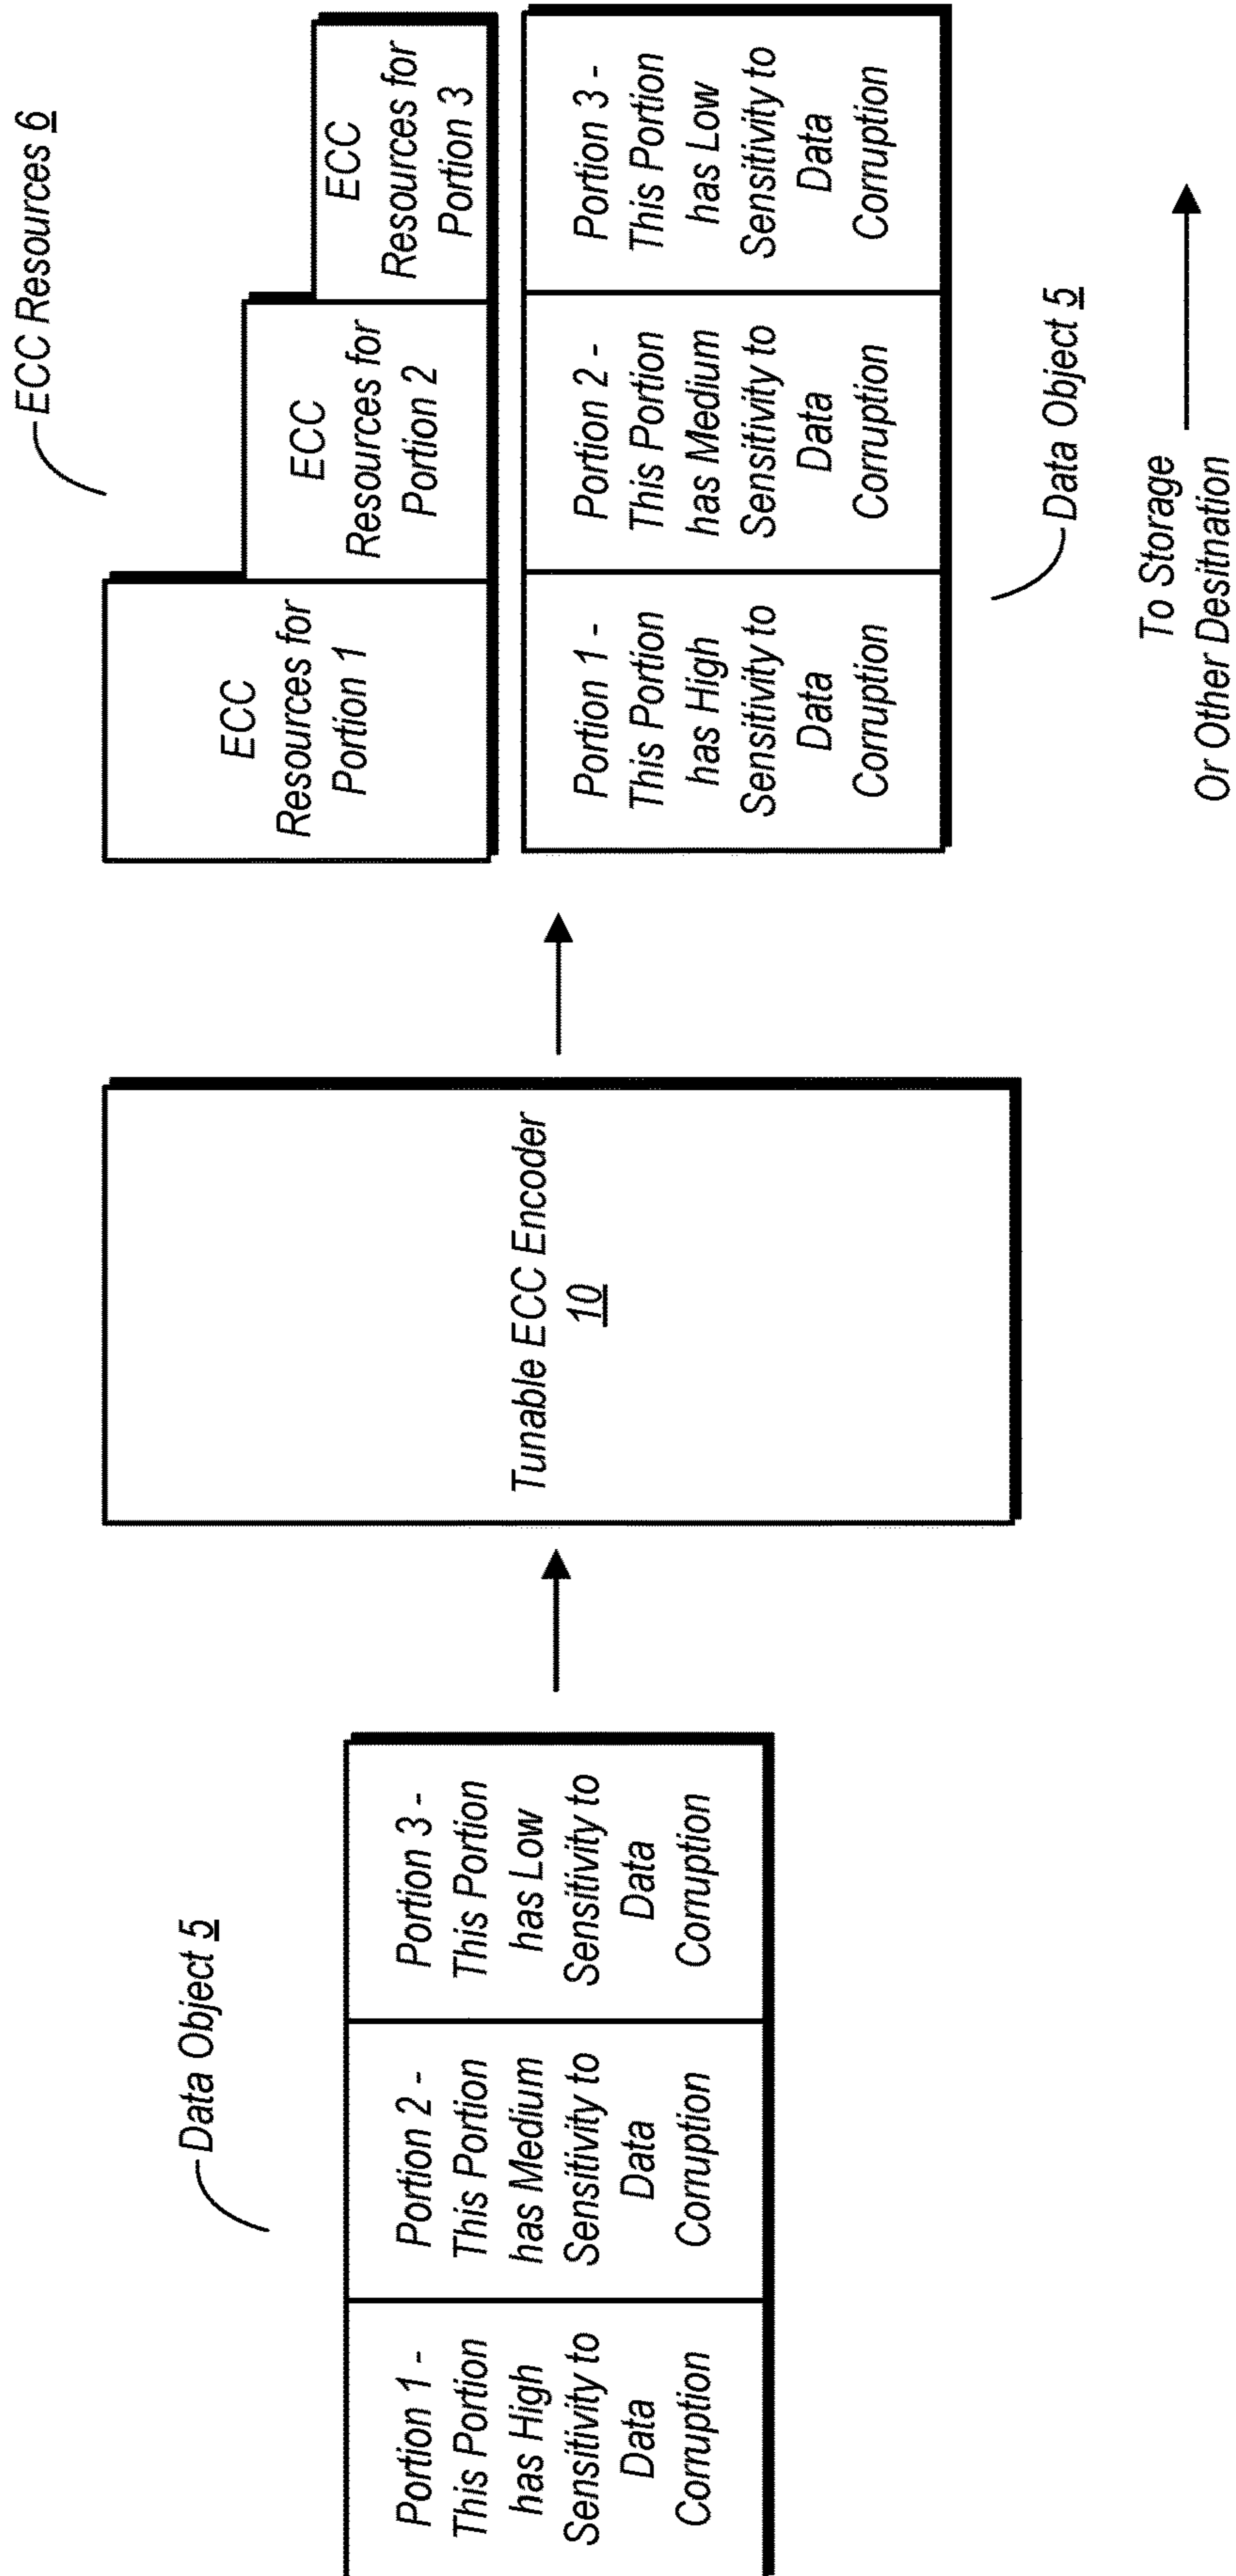 Data Object 5
Portion 1 -
This Portion
has High
Sensitivity to
Data
Corruption
Portion 2 -
This Portion
has Medium
Sensitivity to
Data
Corruption
Portion 3 -
This Portion
has Low
Sensitivity to
Data
Corruption
Tunable ECC Encoder
10
ECC Resources 6
ECC
Resources for
Portion 1
ECC
Resources for
Portion 2
ECC
Resources for
Portion 3
Portion 1 -
This Portion
has High
Sensitivity to
Data
Corruption
Portion 2 -
This Portion
has Medium
Sensitivity to
Data
Corruption
Portion 3 -
This Portion
has Low
Sensitivity to
Data
Corruption
Data Object 5
To Storage
Or Other Desitnation